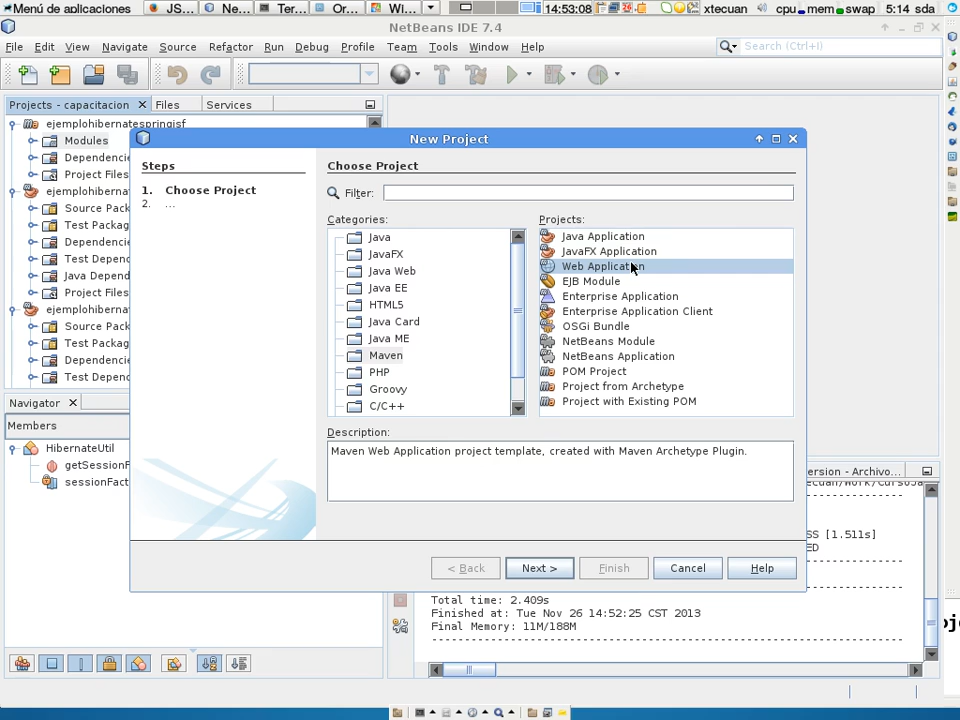 Menú de aplicaciones
JS...
Ne...
Ter...
Or...
Wi...
14:53:08
xtecuan
cpu
mem
swap
5:14 sda
NetBeans IDE 7.4
File Edit View Navigate Source Refactor Run Debug Profile Team Tools Window Help
Search (Ctrl+I)
Projects - capacitacion
Files
Services
ejemplohibernatespringjsf
Modules
Dependencie
Project Files
ejemplohiberna
Source Pack
Test Packag
Dependencie
Test Depend
Java Depend
Project Files
ejemplohiberna
Source Pack
Test Packag
Dependencie
Test Depend
Navigator
Members
HibernateUtil
getSessionF
sessionFact
New Project
Steps
1. Choose Project
2. ...
Choose Project
Filter:
Categories:
Java
JavaFX
Java Web
Java EE
HTML5
Java Card
Java ME
Maven
PHP
Groovy
C/C++
Projects:
Java Application
JavaFX Application
Web Application
EJB Module
Enterprise Application
Enterprise Application Client
OSGi Bundle
NetBeans Module
NetBeans Application
POM Project
Project from Archetype
Project with Existing POM
Description:
Maven Web Application project template, created with Maven Archetype Plugin.
< Back
Next >
Finish
Cancel
Help
ersion - Archivo...
SS [1.511s]
ED
Total time: 2.409s
Finished at: Tue Nov 26 14:52:25 CST 2013
Final Memory: 11M/188M
------------------------------------------------------------------------